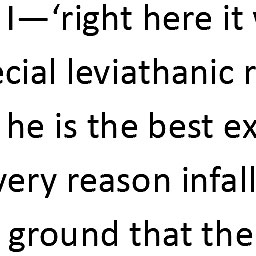 I—‘right here it
ecial leviathanic r
he is the best ex
very reason infall
ground that the